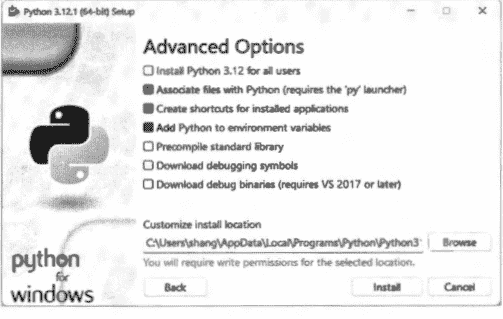 Python 3.12.1 (64-bit) Setup
Advanced Options
Install Python 3.12 for all users
Associate files with Python (requires the 'py' launcher)
Create shortcuts for installed applications
Add Python to environment variables
Precompile standard library
Download debugging symbols
Download debug binaries (requires VS 2017 or later)
Customize install location
C:\Users\shang\AppData\Local\Programs\Python\Python3
Browse
You will require write permissions for the selected location.
python
for
windows
Back
Install
Cancel